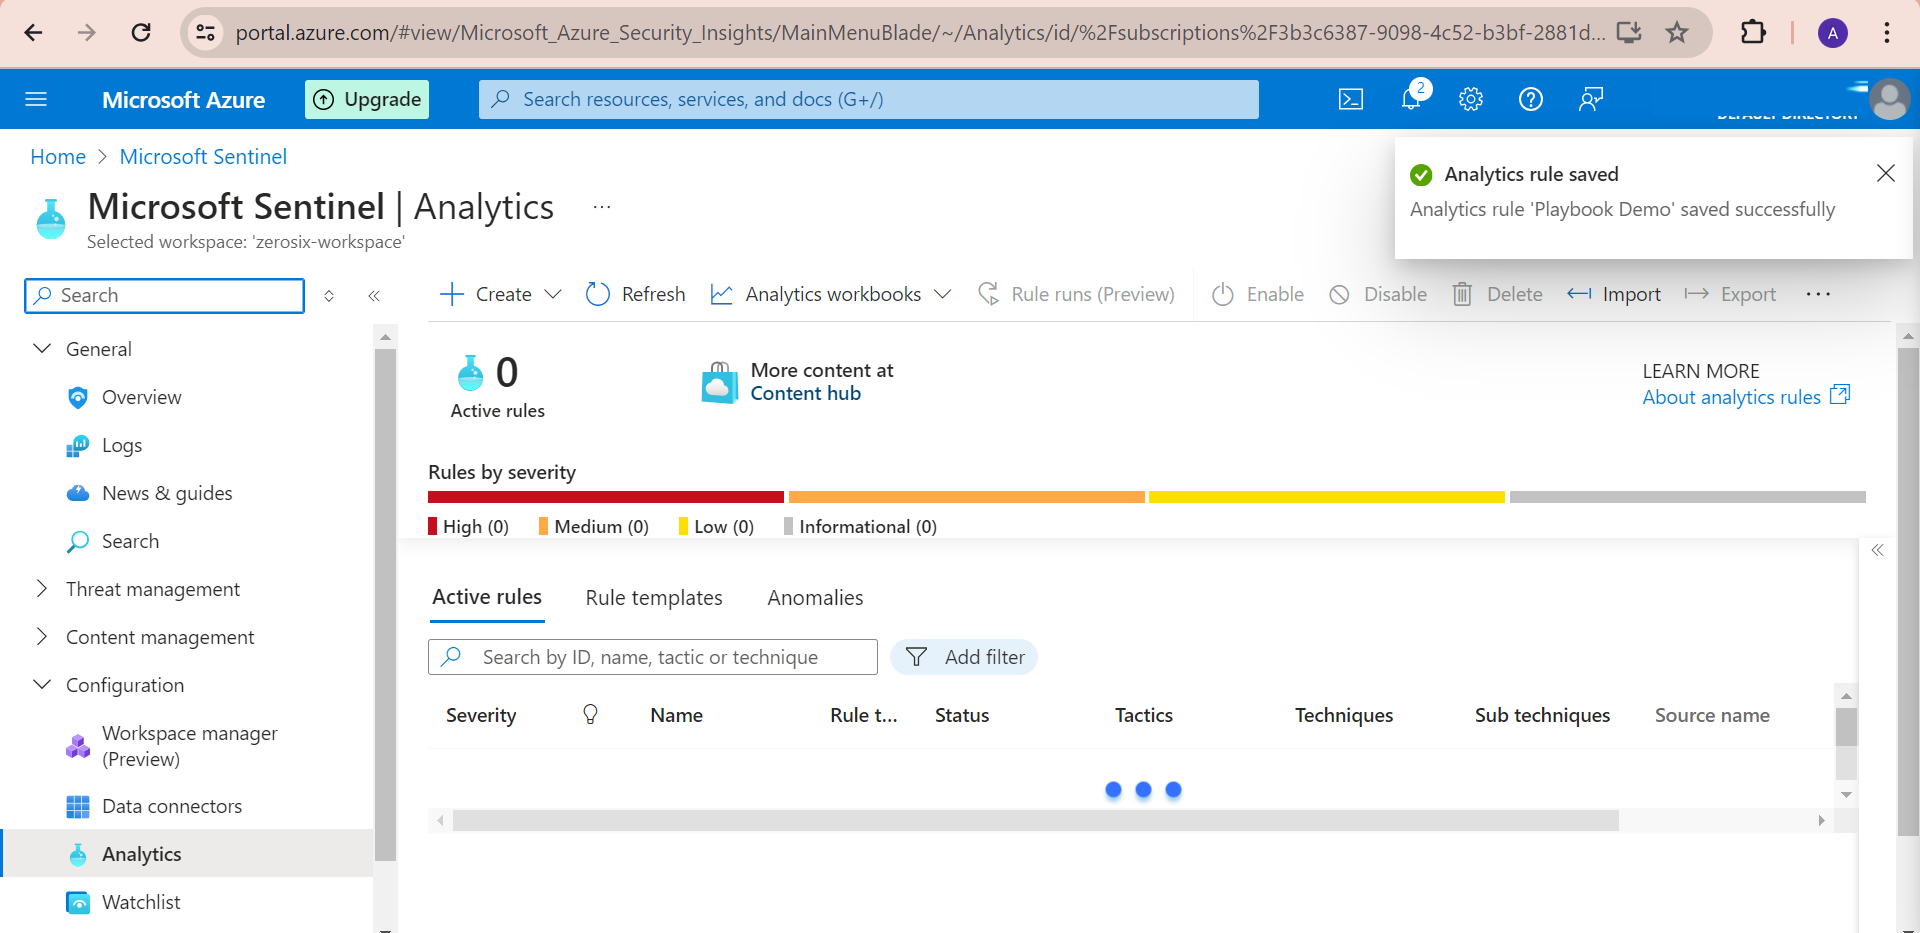 portal.azure.com/#view/Microsoft_Azure_Security_Insights/MainMenuBlade/~/Analytics/id/%2Fsubscriptions%2F3b3c6387-9098-4c52-b3bf-2881d...
A
Microsoft Azure
Upgrade
Search resources, services, and docs (G+/)
2
DEFAULT DIRECTORY
Home > Microsoft Sentinel
Microsoft Sentinel | Analytics
...
Selected workspace: 'zerosix-workspace'
Analytics rule saved
Analytics rule 'Playbook Demo' saved successfully
Search
Create
Refresh
Analytics workbooks
Rule runs (Preview)
Enable
Disable
Delete
Import
Export
...
General
Overview
Logs
News & guides
Search
Threat management
Content management
Configuration
Workspace manager
(Preview)
Data connectors
Analytics
Watchlist
0
Active rules
More content at
Content hub
LEARN MORE
About analytics rules
Rules by severity
High (0)
Medium (0)
Low (0)
Informational (0)
Active rules
Rule templates
Anomalies
Search by ID, name, tactic or technique
Add filter
Severity
Name
Rule t...
Status
Tactics
Techniques
Sub techniques
Source name